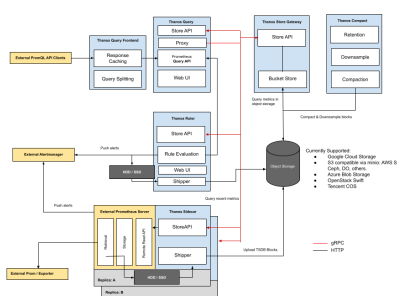 Thanos Query
Store API
Proxy
Prometheus
Query API
Web UI
Thanos Query Frontend
Response
Caching
Query Splitting
External PromQL API Clients
Thanos Store Gateway
Store API
Bucket Store
Thanos Compact
Retention
Downsample
Compaction
Query metrics in
object storage
Compact & Downsample blocks
Thanos Ruler
Store API
Rule Evaluation
Web UI
Shipper
Push alerts
External Alertmanager
HDD / SSD
Object Storage
Currently Supported:
Google Cloud Storage
S3 compatible via minio: AWS S
Ceph, DO, others.
Azure Blob Storage
OpenStack Swift
Tencent COS
Push alerts
Query recent metrics
External Prometheus Server
Retrieval
Storage
Remote Read API
Thanos Sidecar
StoreAPI
Shipper
Upload TSDB Blocks
HDD / SSD
External Prom / Exporter
Replica: A
Replica: B
gRPC
HTTP